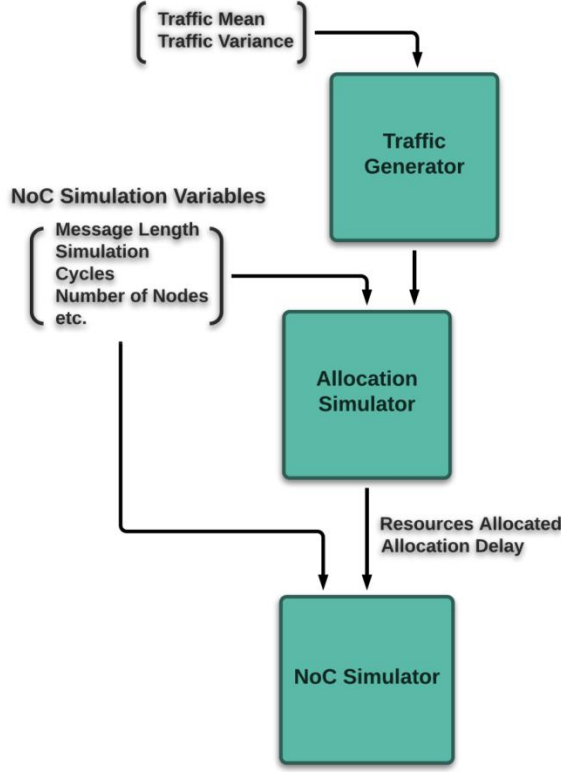 Traffic Mean
Traffic Variance
Traffic
Generator
NoC Simulation Variables
Message Length
Simulation
Cycles
Number of Nodes
etc.
Allocation
Simulator
Resources Allocated
Allocation Delay
NoC Simulator